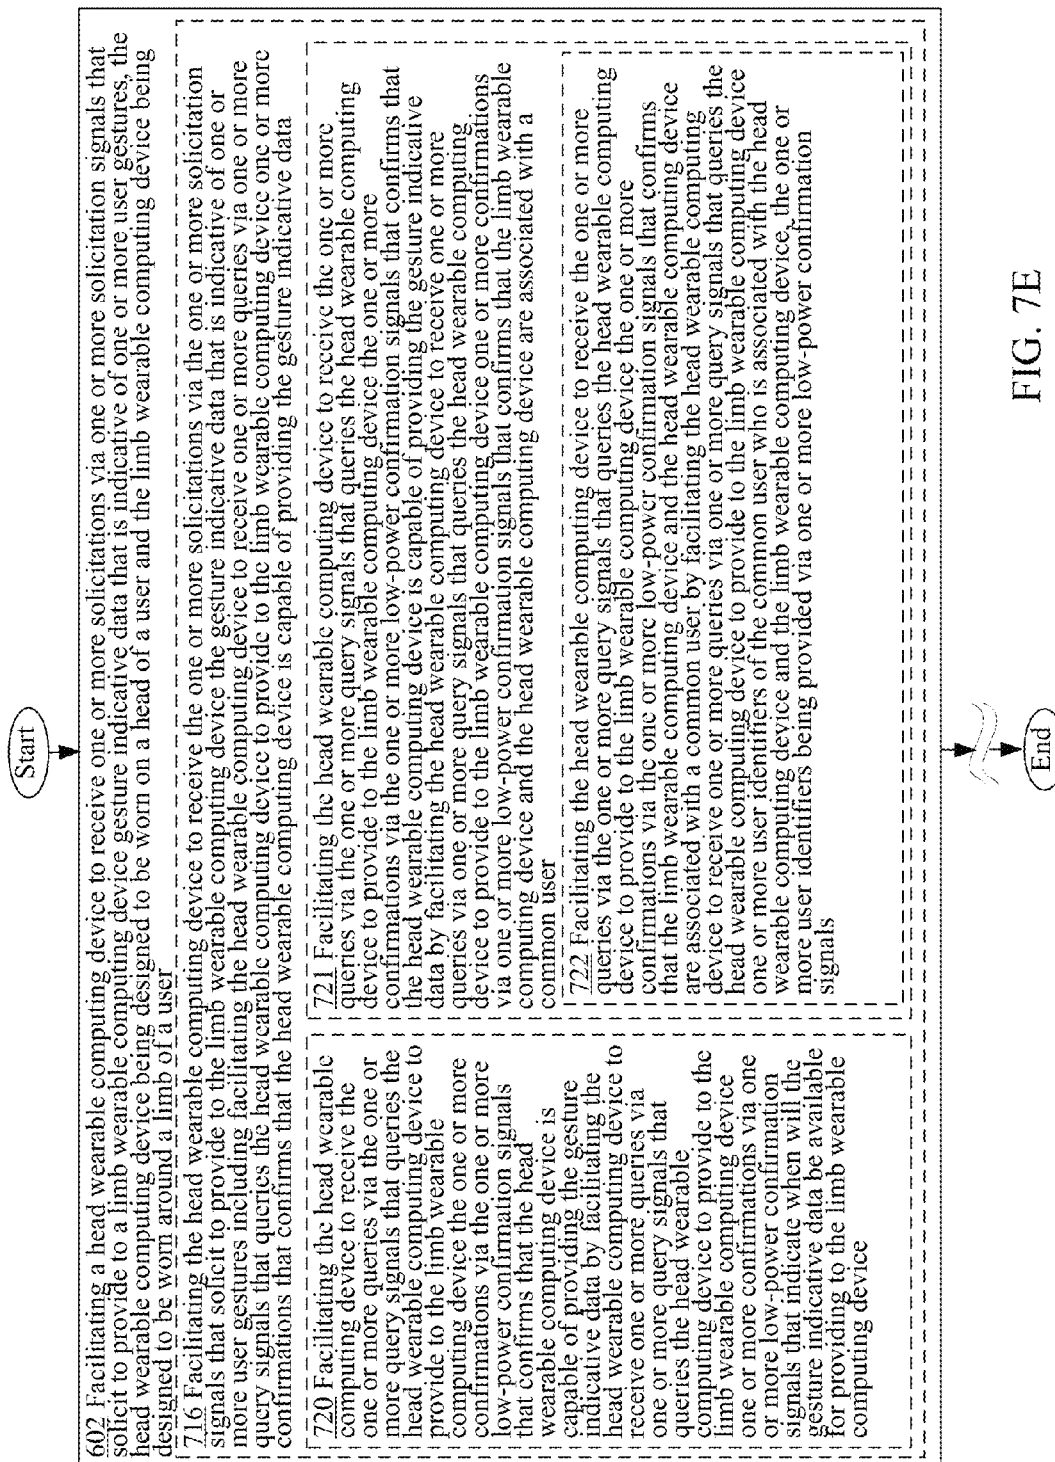 Start
602 Facilitating a head wearable computing device to receive one or more solicitations via one or more solicitation signals that
solicit to provide to a limb wearable computing device gesture indicative data that is indicative of one or more user gestures, the
head wearable computing device being designed to be worn on a head of a user and the limb wearable computing device being
designed to be worn around a limb of a user
716 Facilitating the head wearable computing device to receive the one or more solicitations via the one or more solicitation
signals that solicit to provide to the limb wearable computing device the gesture indicative data that is indicative of one or
more user gestures including facilitating the head wearable computing device to receive one or more queries via one or more
query signals that queries the head wearable computing device to provide to the limb wearable computing device one or more
confirmations that confirms that the head wearable computing device is capable of providing the gesture indicative data
720 Facilitating the head wearable
computing device to receive the
one or more queries via the one or
more query signals that queries the
head wearable computing device to
provide to the limb wearable
computing device the one or more
confirmations via the one or more
low-power confirmation signals
that confirms that the head
wearable computing device is
capable of providing the gesture
indicative data by facilitating the
head wearable computing device to
receive one or more queries via
one or more query signals that
queries the head wearable
computing device to provide to the
limb wearable computing device
one or more confirmations via one
or more low-power confirmation
signals that indicate when will the
gesture indicative data be available
for providing to the limb wearable
computing device
721 Facilitating the head wearable computing device to receive the one or more
queries via the one or more query signals that queries the head wearable computing
device to provide to the limb wearable computing device the one or more
confirmations via the one or more low-power confirmation signals that confirms that
the head wearable computing device is capable of providing the gesture indicative
data by facilitating the head wearable computing device to receive one or more
queries via one or more query signals that queries the head wearable computing
device to provide to the limb wearable computing device one or more confirmations
via one or more low-power confirmation signals that confirms that the limb wearable
computing device and the head wearable computing device are associated with a
common user
722 Facilitating the head wearable computing device to receive the one or more
queries via the one or more query signals that queries the head wearable computing
device to provide to the limb wearable computing device the one or more
confirmations via the one or more low-power confirmation signals that confirms
that the limb wearable computing device and the head wearable computing device
are associated with a common user by facilitating the head wearable computing
device to receive one or more queries via one or more query signals that queries the
head wearable computing device to provide to the limb wearable computing device
one or more user identifiers of the common user who is associated with the head
wearable computing device and the limb wearable computing device, the one or
more user identifiers being provided via one or more low-power confirmation
signals
End
FIG. 7E